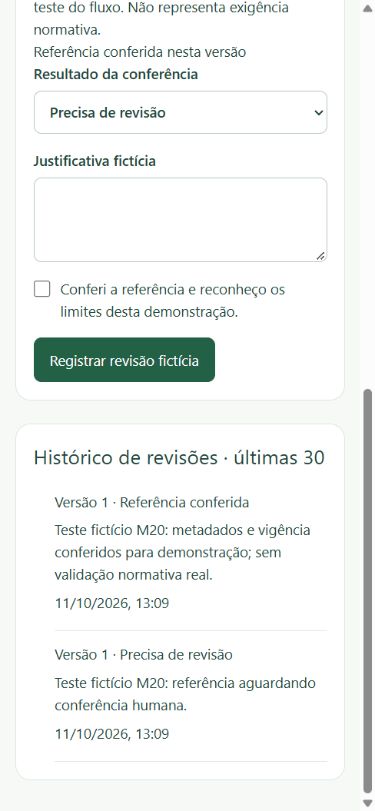 teste do fluxo. Não representa exigência
normativa.
Referência conferida nesta versão
Resultado da conferência
Precisa de revisão
Justificativa fictícia
Conferi a referência e reconheço os
limites desta demonstração.
Registrar revisão fictícia
Histórico de revisões · últimas 30
Versão 1 · Referência conferida
Teste fictício M20: metadados e vigência
conferidos para demonstração; sem
validação normativa real.
11/10/2026, 13:09
Versão 1 · Precisa de revisão
Teste fictício M20: referência aguardando
conferência humana.
11/10/2026, 13:09